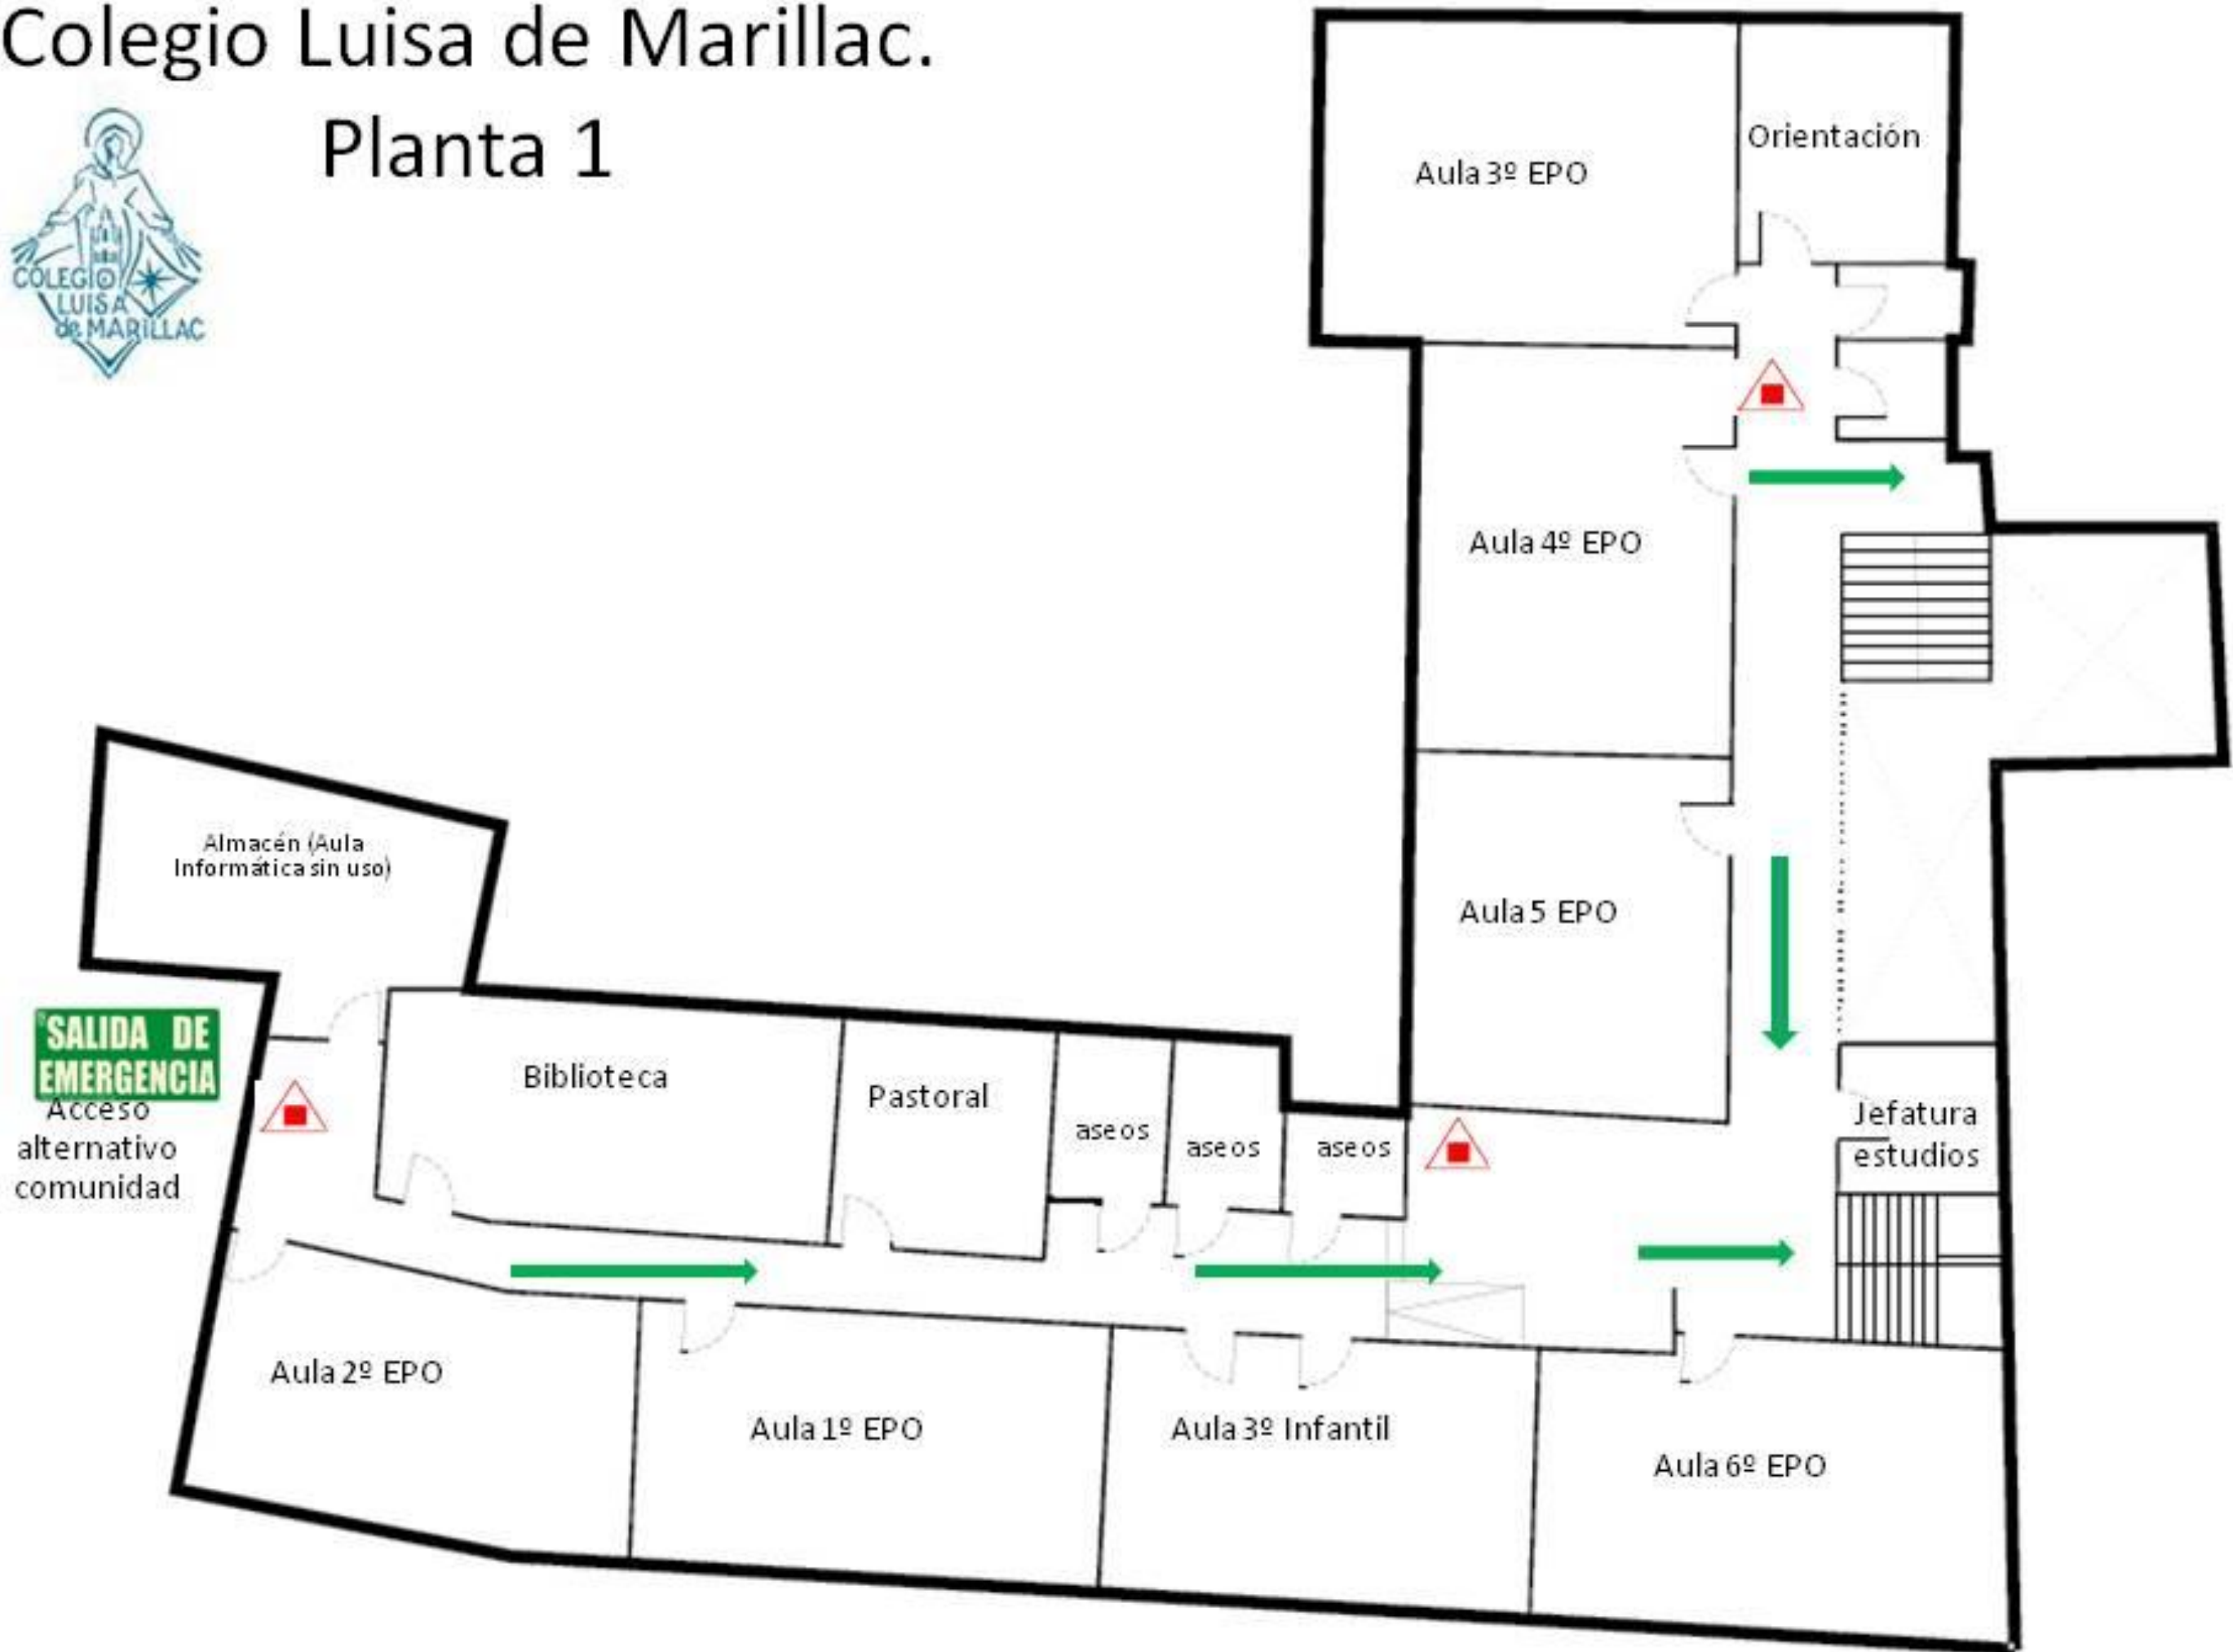 Colegio Luisa de Marillac.
Planta 1
COLEGIO
LUISA
de MARILLAC
Aula 3º EPO
Orientación
Aula 4º EPO
Aula 5 EPO
Almacén (Aula
Informática sin uso)
SALIDA DE
EMERGENCIA
Acceso
alternativo
comunidad
Biblioteca
Pastoral
aseos
aseos
aseos
Jefatura
estudios
Aula 2º EPO
Aula 1º EPO
Aula 3º Infantil
Aula 6º EPO